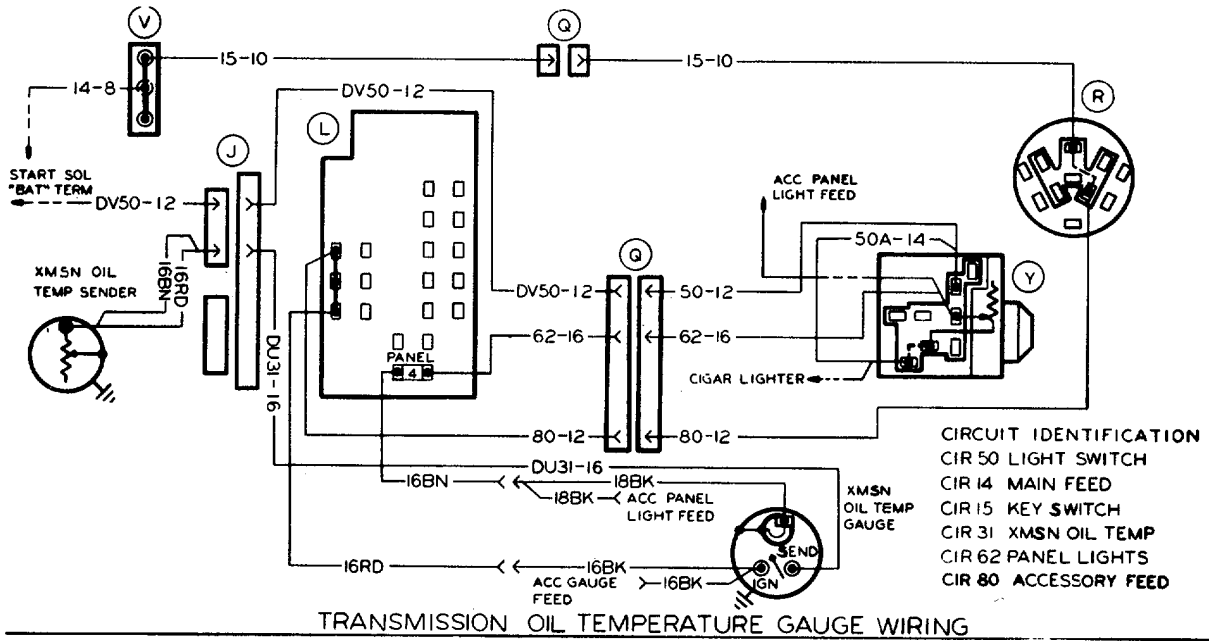 V
Q
15-10
15-10
14-8
DV50-12
R
L
J
START SOL
"BAT" TERM
DV50-12
ACC PANEL
LIGHT FEED
50A-14
16BN
16RD
XMSN OIL
TEMP SENDER
Q
Y
DV50-12
50-12
62-16
62-16
DU31-16
PANEL
4
CIGAR LIGHTER
80-12
80-12
CIRCUIT IDENTIFICATION
CIR 50 LIGHT SWITCH
CIR 14 MAIN FEED
CIR 15 KEY SWITCH
CIR 31 XMSN OIL TEMP
CIR 62 PANEL LIGHTS
CIR 80 ACCESSORY FEED
DU31-16
16BN
18BK
18BK
ACC PANEL
LIGHT FEED
XMSN
OIL TEMP
GAUGE
SEND
IGN
16RD
16BK
ACC GAUGE
FEED
16BK
TRANSMISSION OIL TEMPERATURE GAUGE WIRING